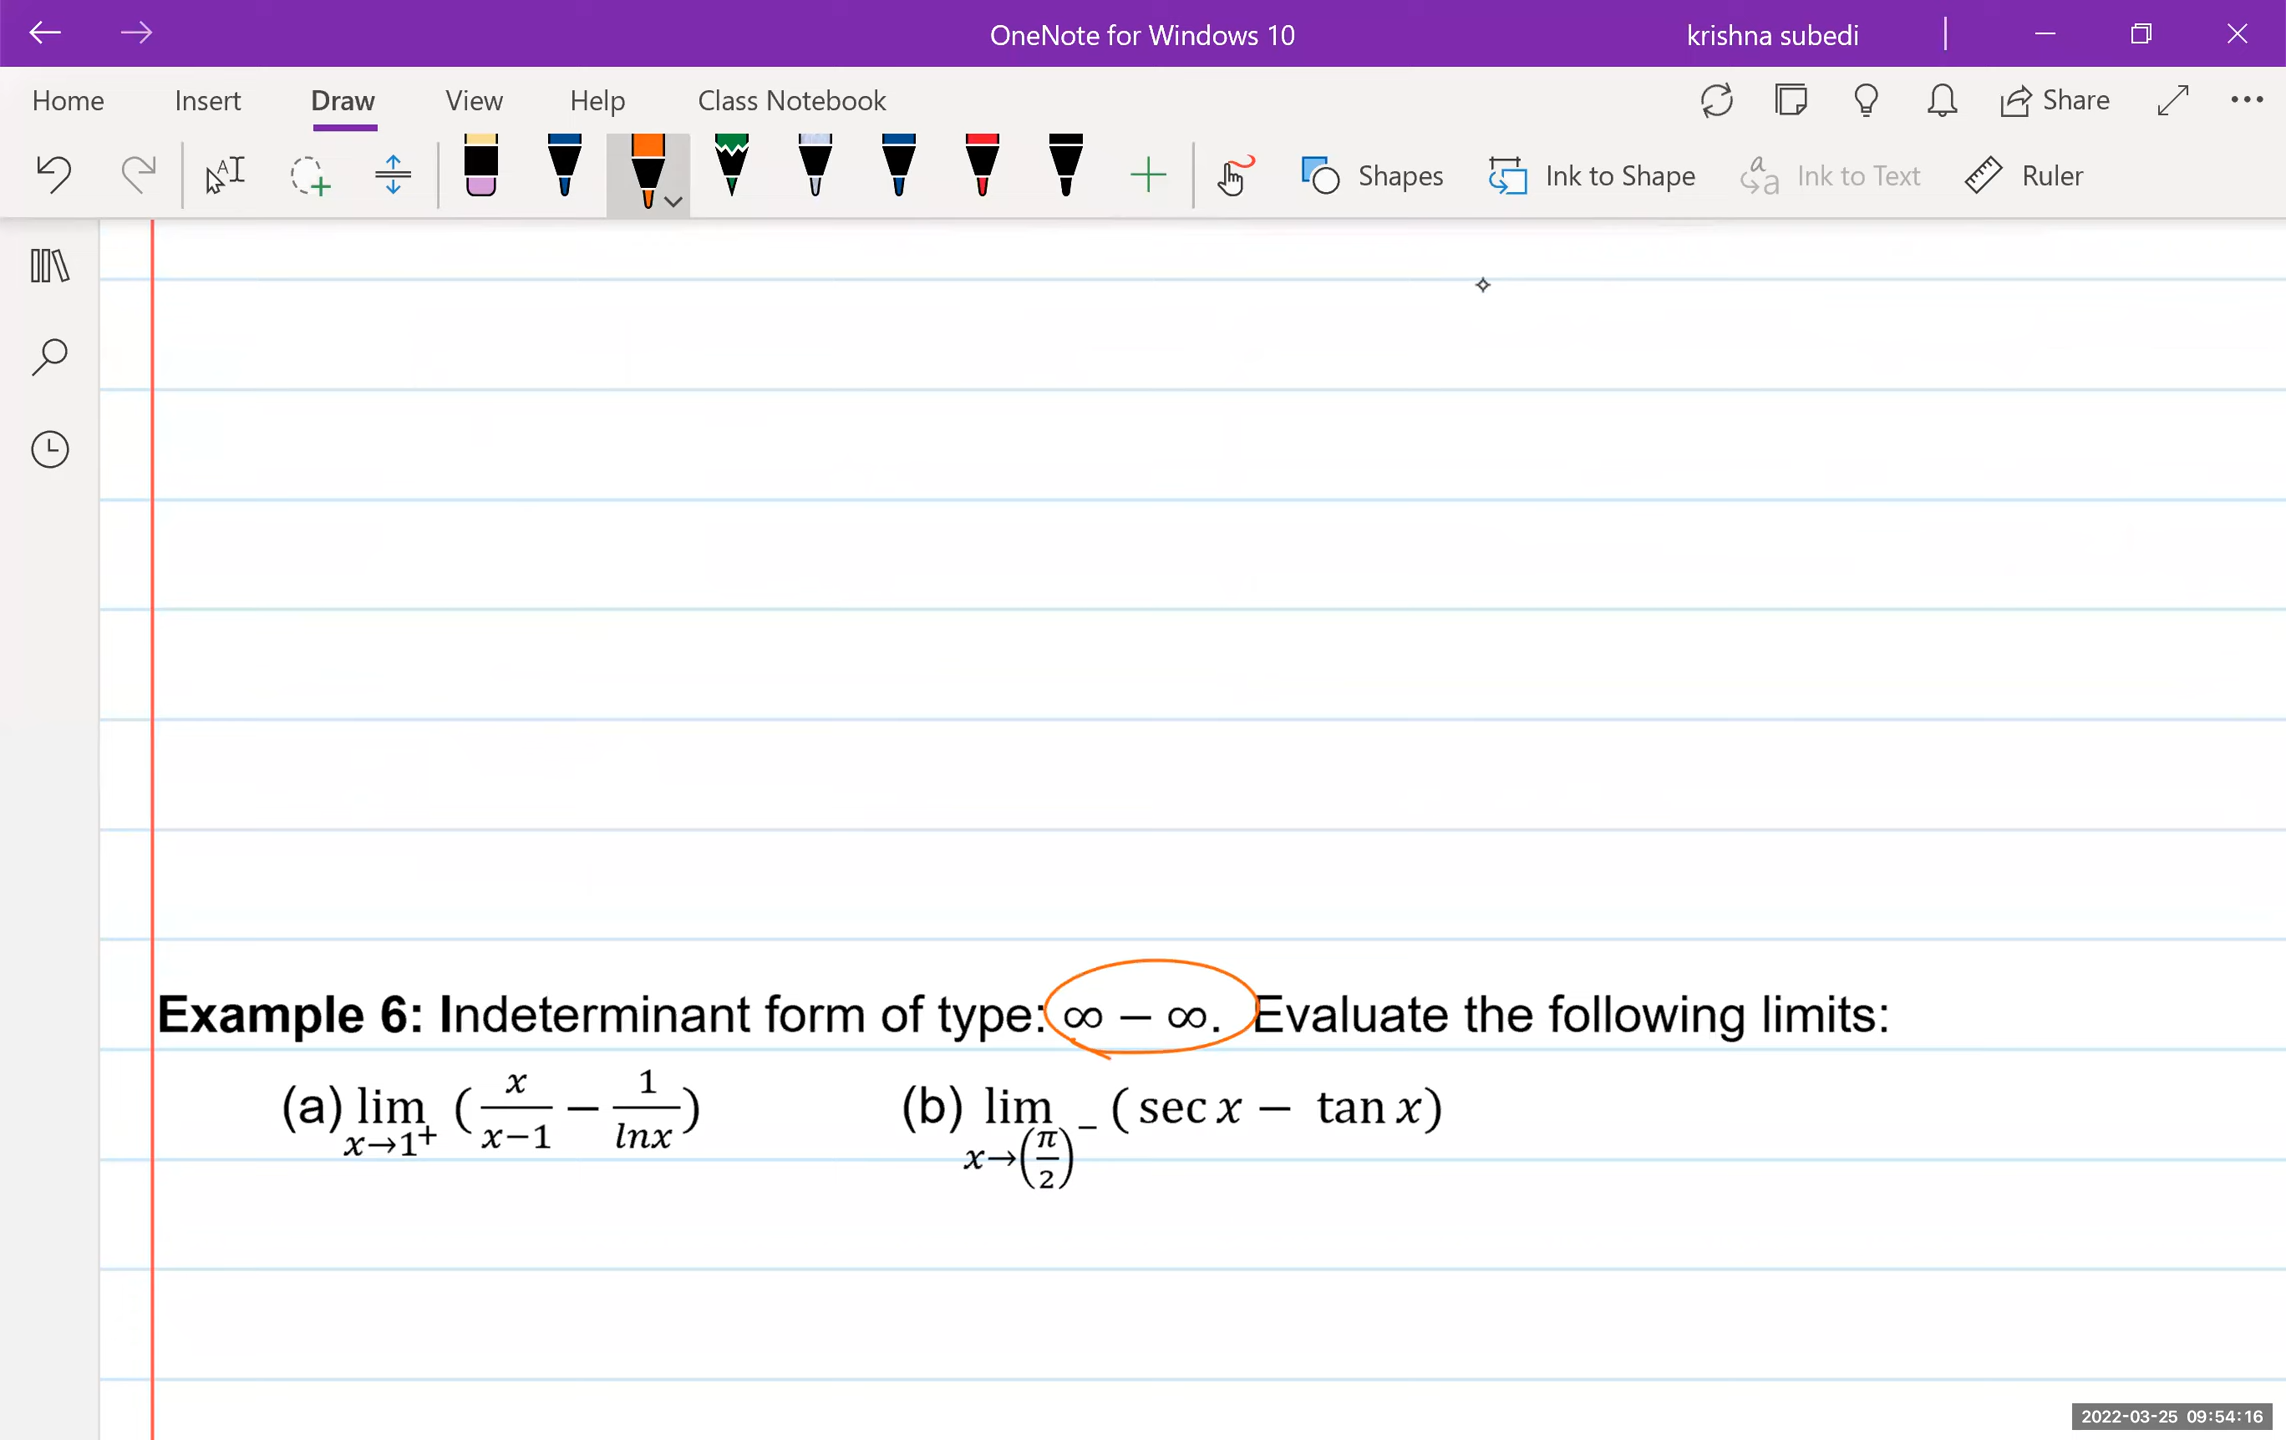 OneNote for Windows 10
krishna subedi
Home Insert Draw View Help Class Notebook Share
Shapes Ink to Shape Ink to Text Ruler
Example 6: Indeterminant form of type: ∞ − ∞. Evaluate the following limits:
(a) lim x→1⁺ (x/(x−1) − 1/lnx) (b) lim x→(π/2)⁻ ( sec x − tan x)
2022-03-25 09:54:16